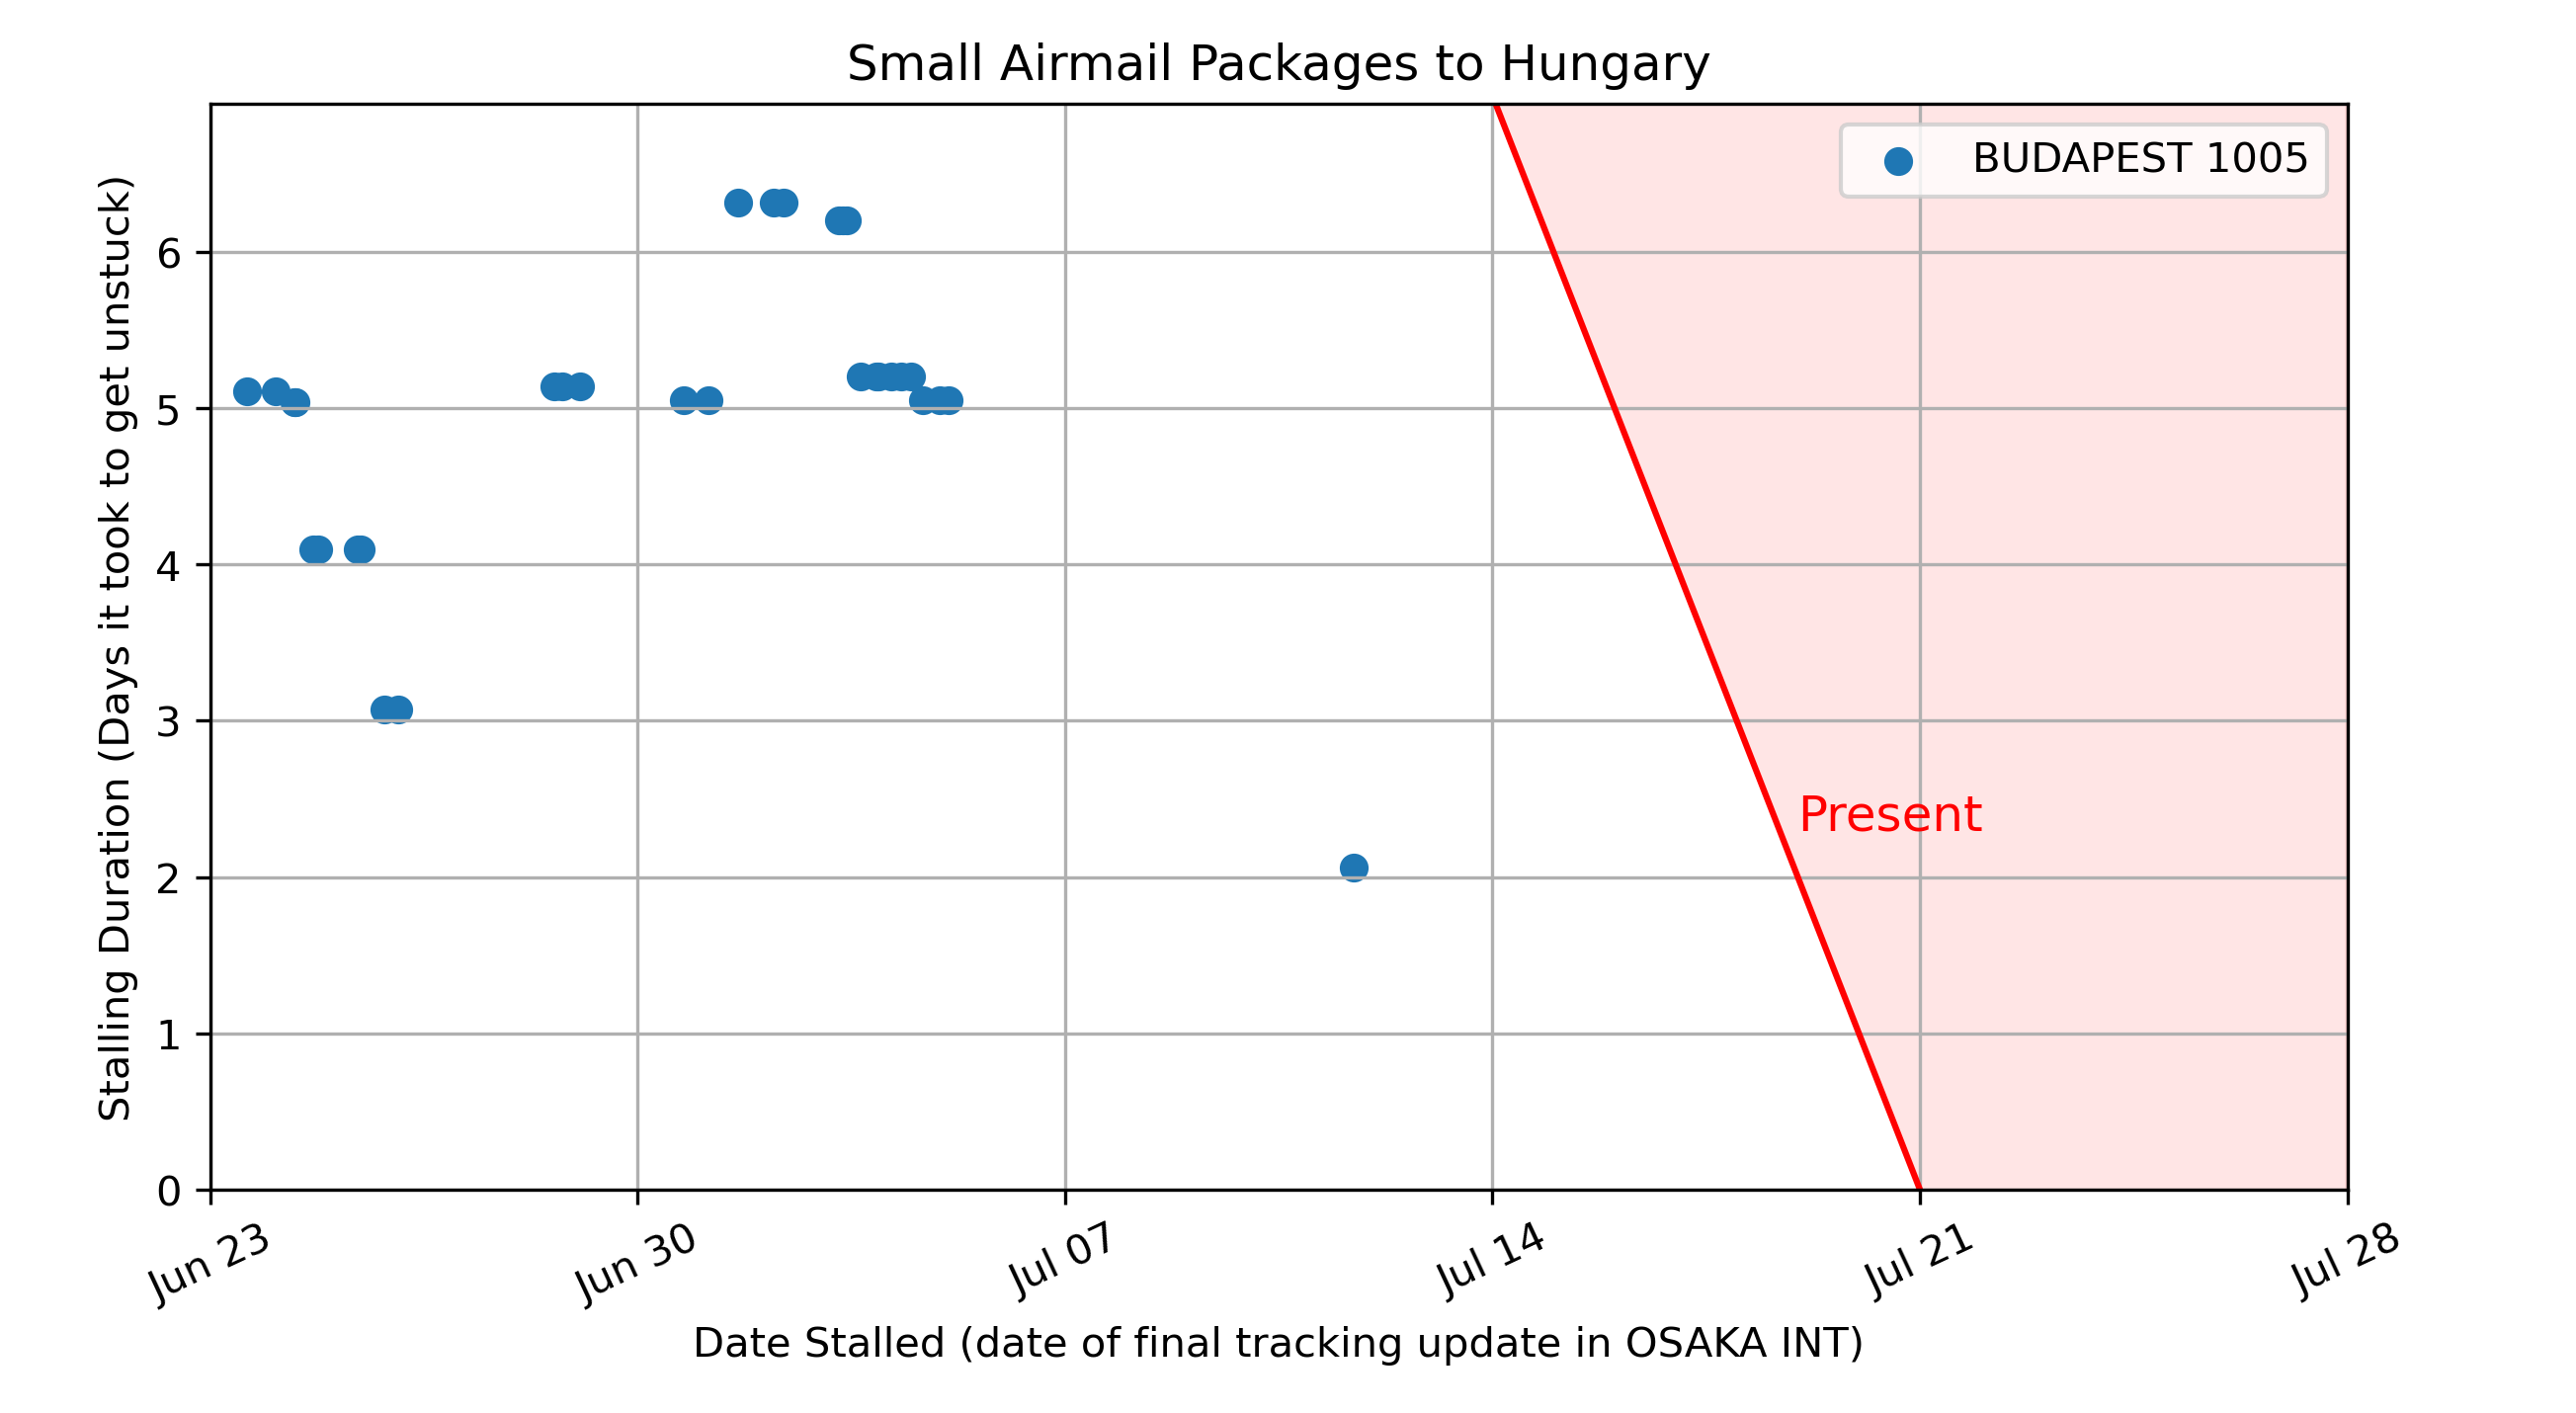 Small Airmail Packages to Hungary
BUDAPEST 1005
Stalling Duration (Days it took to get unstuck)
6
5
4
3
2
1
0
Present
Jun 23
Jun 30
Jul 07
Jul 14
Jul 21
Jul 28
Date Stalled (date of final tracking update in OSAKA INT)